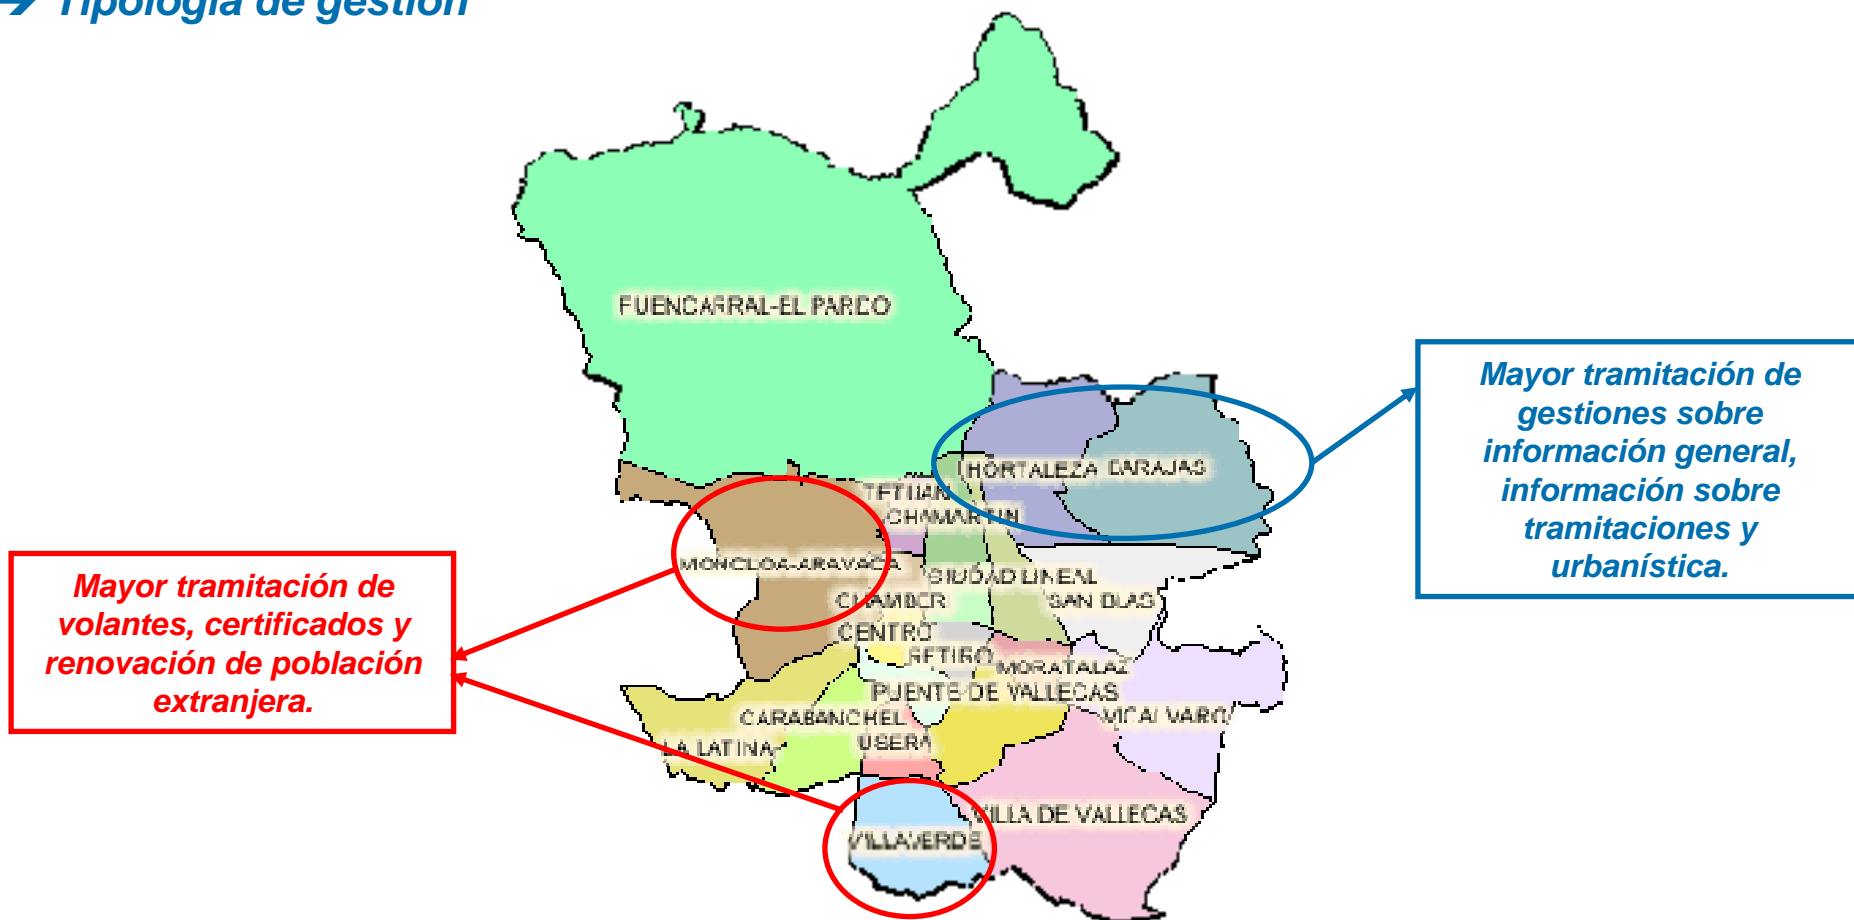 → Tipología de gestión
FUENCARRAL-EL PARDO
Mayor tramitación de
gestiones sobre
información general,
información sobre
tramitaciones y
urbanística.
HORTALEZA BARAJAS
TETUAN
CHAMARTIN
MONCLOA-ARAVACA
CIUDAD LINEAL
CHAMBER
SAN BLAS
CENTRO
RETIRO
MORATALAZ
PUENTE DE VALLECAS
CARABANCHEL
VICALVARO
LA LATINA
USERA
VILLA DE VALLECAS
VILLAVERDE
Mayor tramitación de
volantes, certificados y
renovación de población
extranjera.